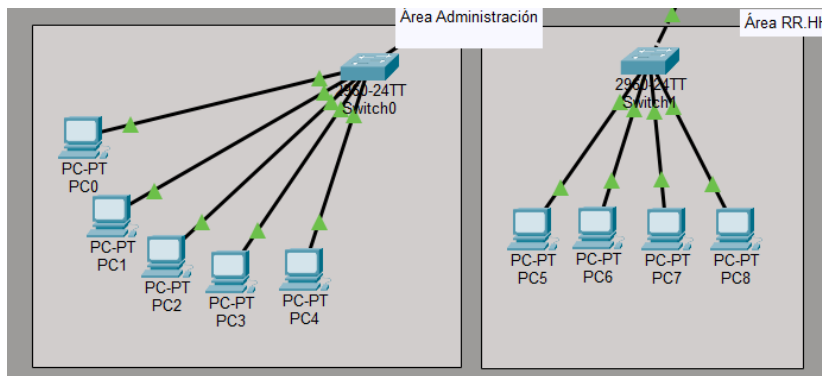 Àrea Administración
Área RR.HH
2960-24TT
Switch0
2960-24TT
Switch1
PC-PT
PC0
PC-PT
PC1
PC-PT
PC2
PC-PT
PC3
PC-PT
PC4
PC-PT
PC5
PC-PT
PC6
PC-PT
PC7
PC-PT
PC8